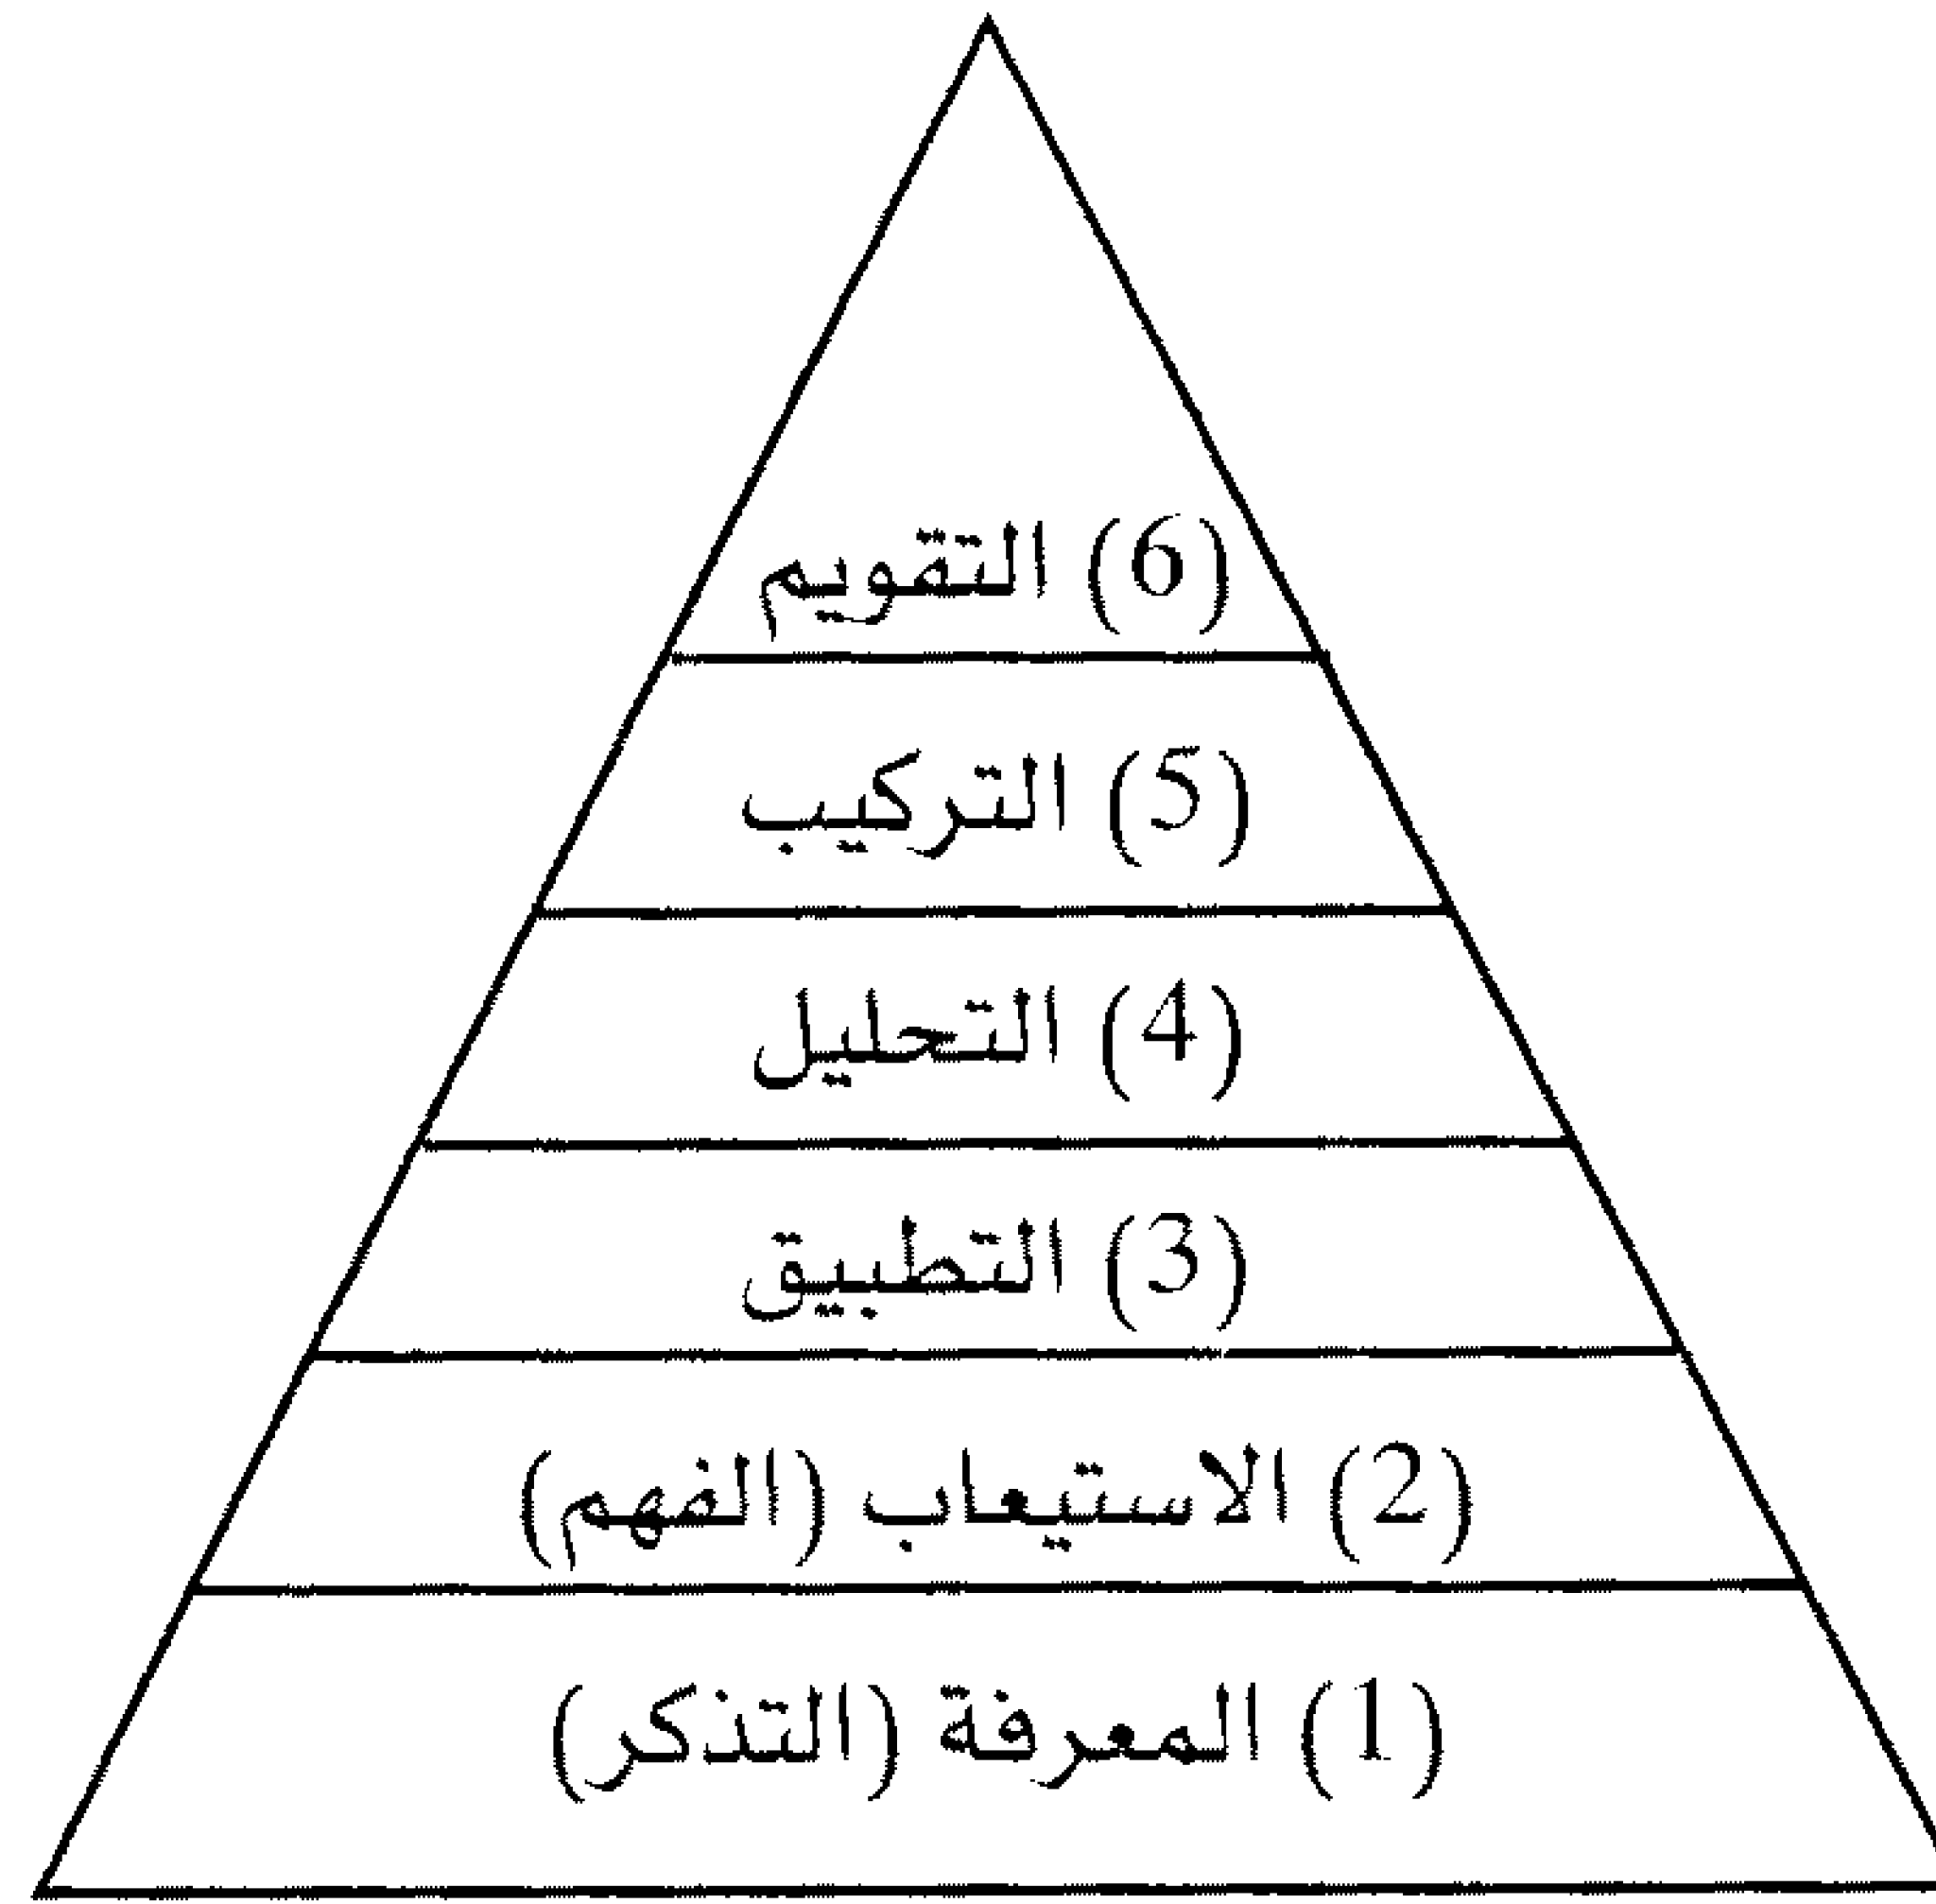 (6) التقويم
(5) التركيب
(4) التحليل
(3) التطبيق
(2) الاستيعاب (الفهم)
(1) المعرفة (التذكر)